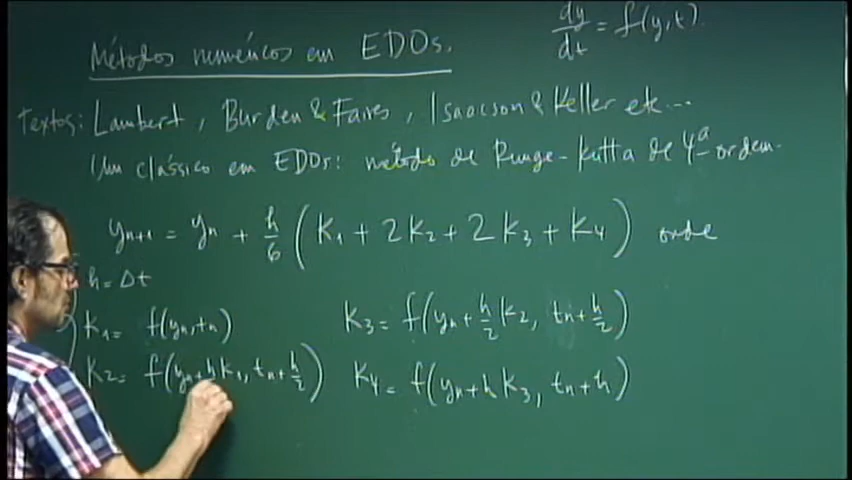 dy/dt = f(y,t).
Métodos numéricos em EDOs.
Textos: Lambert, Burden & Faires, Isaacson & Keller etc...
Um clássico em EDOs: método de Runge-Kutta de 4ª ordem.
yn+1 = yn + h/6 (K1 + 2K2 + 2K3 + K4) onde
h = Δt
K1 = f(yn, tn)
K3 = f(yn + h/2 K2, tn + h/2)
K2 = f(yn + h K1, tn + h/2)
K4 = f(yn + h K3, tn + h)